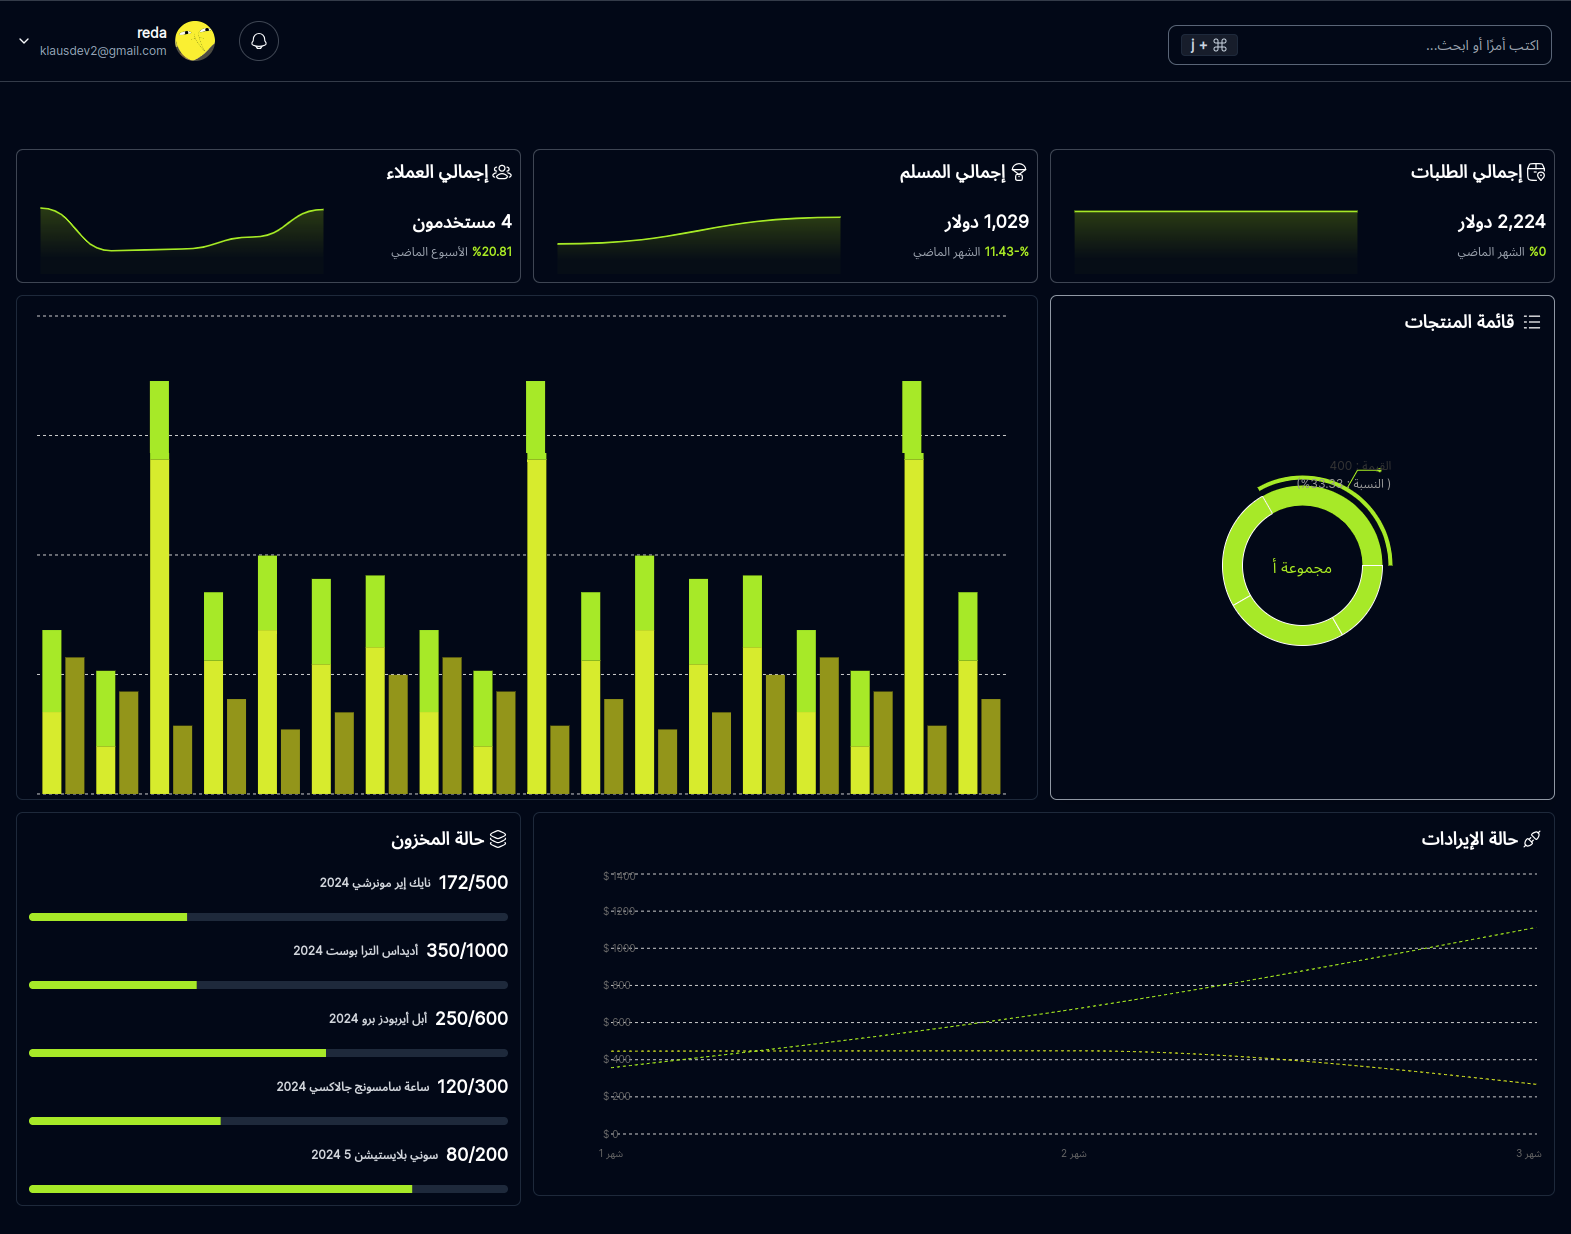 اكتب أمرًا أو ابحث...
⌘ + j
reda
klausdev2@gmail.com
إجمالي الطلبات
2,224 دولار
%0 الشهر الماضي
إجمالي المسلم
1,029 دولار
%-11.43 الشهر الماضي
إجمالي العملاء
4 مستخدمون
%20.81 الأسبوع الماضي
قائمة المنتجات
القيمة : 400
( النسبة : 33.33%)
مجموعة أ
حالة الإيرادات
$ 1400
$ 1200
$ 1000
$ 800
$ 600
$ 400
$ 200
$ 0
شهر 1
شهر 2
شهر 3
حالة المخزون
172/500 نايك إير مونرشي 2024
350/1000 أديداس الترا بوست 2024
250/600 أبل أيربودز برو 2024
120/300 ساعة سامسونج جالاكسي 2024
80/200 سوني بلايستيشن 5 2024